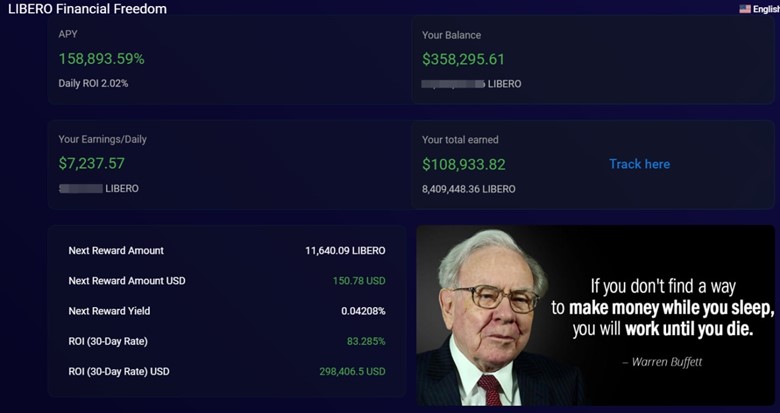 LIBERO Financial Freedom
English
APY
158,893.59%
Daily ROI 2.02%
Your Balance
$358,295.61
LIBERO
Your Earnings/Daily
$7,237.57
LIBERO
Your total earned
$108,933.82
8,409,448.36 LIBERO
Track here
Next Reward Amount 11,640.09 LIBERO
Next Reward Amount USD 150.78 USD
Next Reward Yield 0.04208%
ROI (30-Day Rate) 83.285%
ROI (30-Day Rate) USD 298,406.5 USD
If you don't find a way
to make money while you sleep,
you will work until you die.
– Warren Buffett